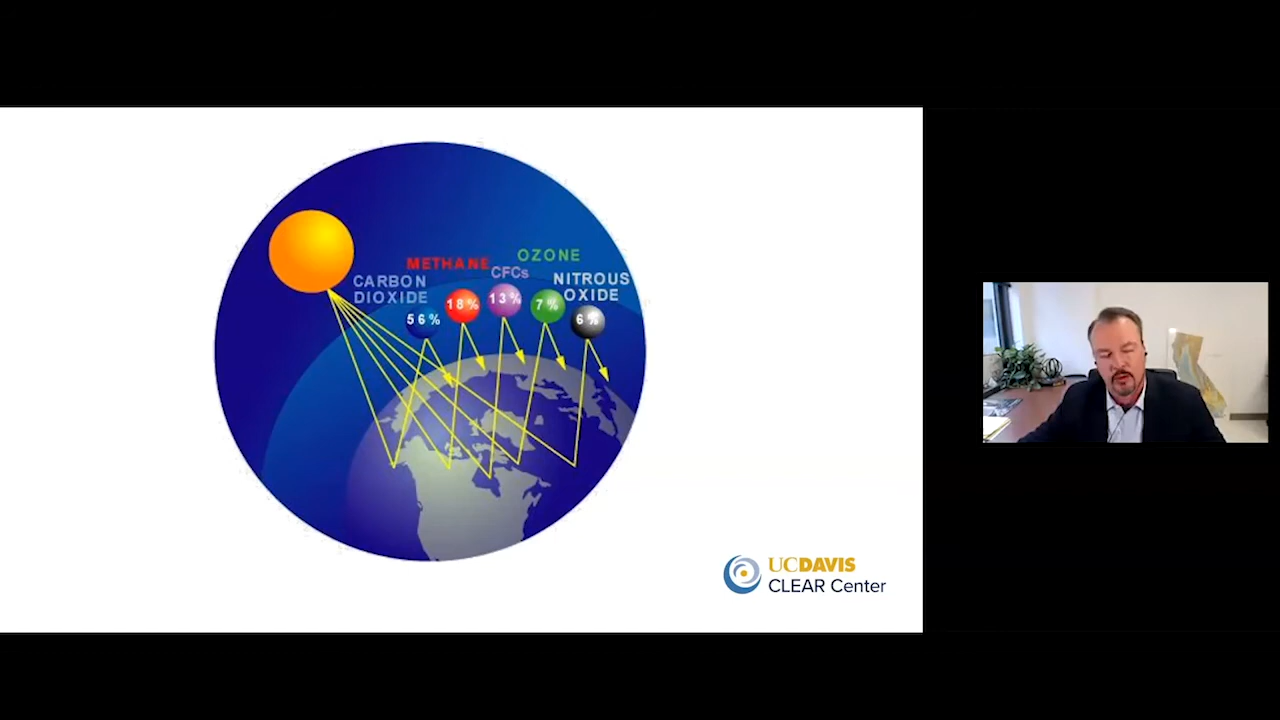 METHANE
OZONE
CFCs
CARBON
DIOXIDE
NITROUS
OXIDE
56%
18%
13%
7%
6%
UCDAVIS
CLEAR Center